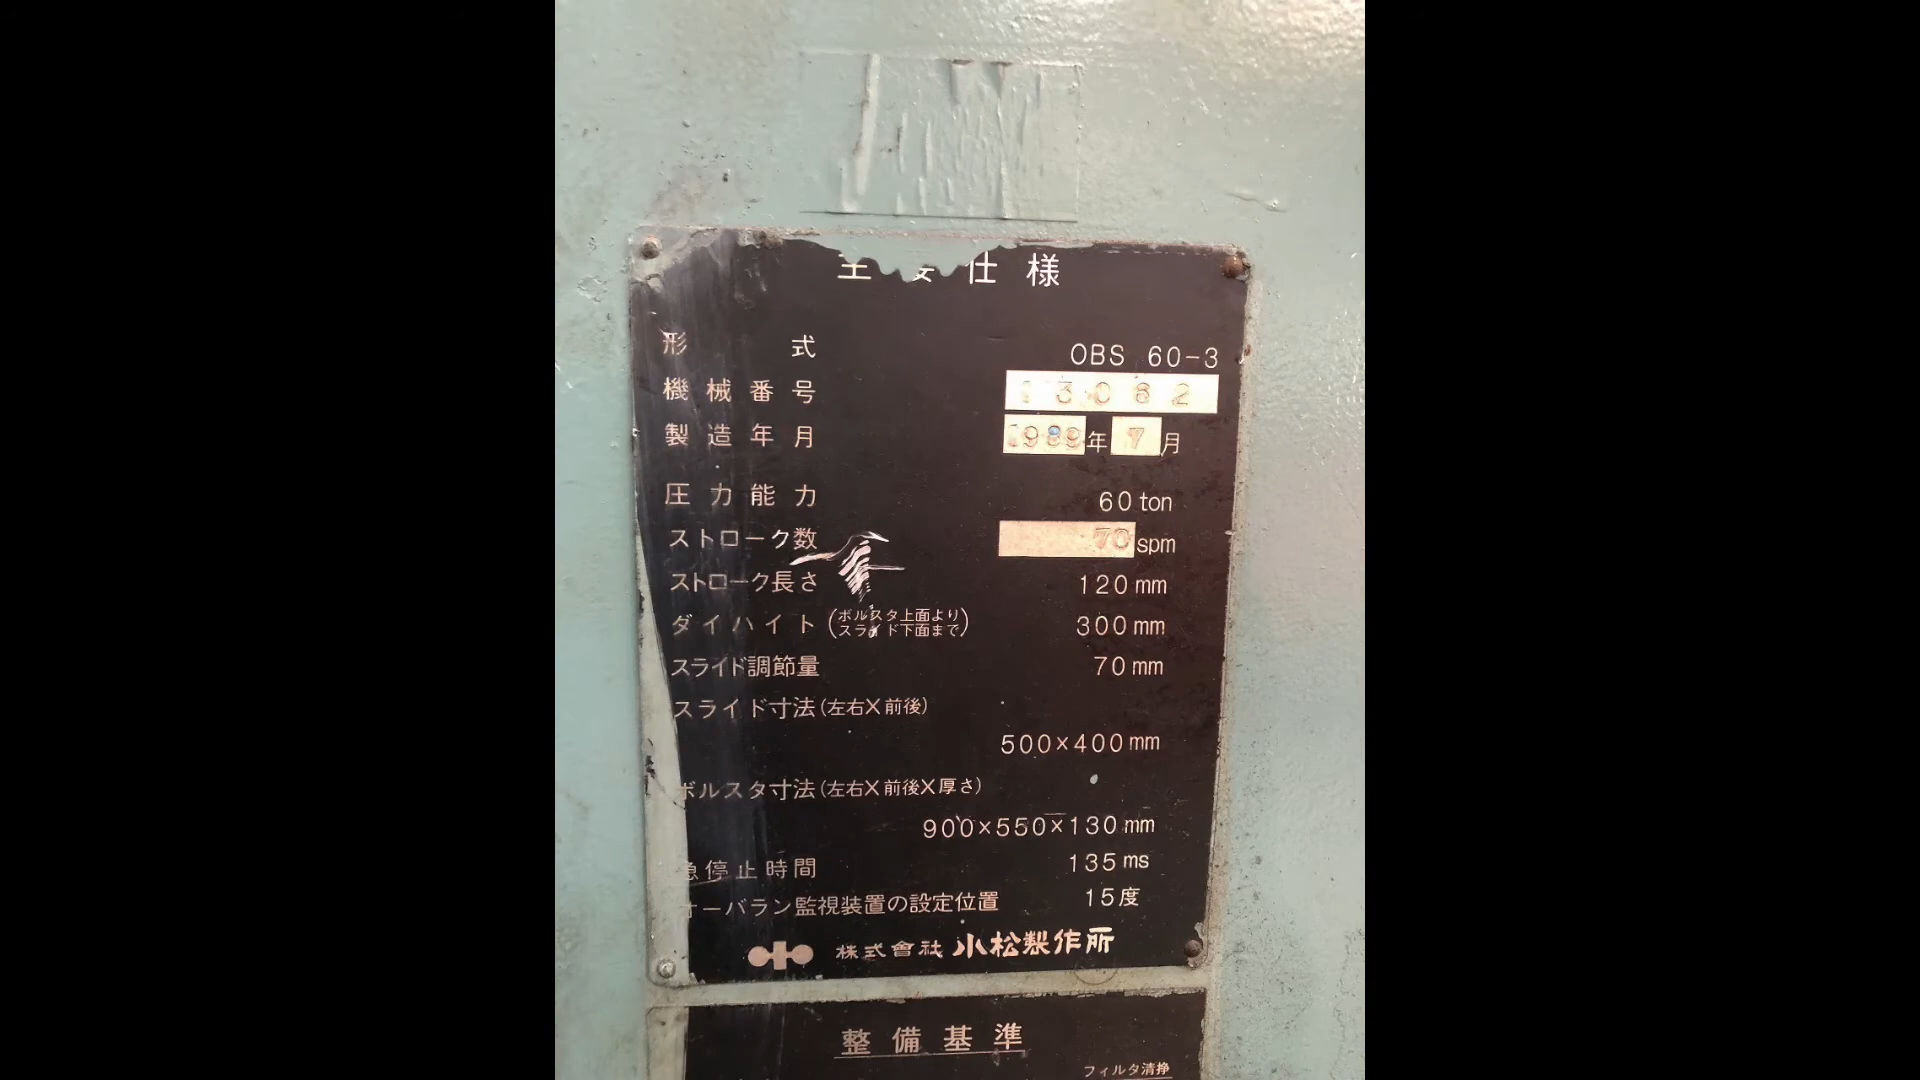 主要仕様
形式 OBS 60-3
機械番号 13062
製造年月 1989年7月
圧力能力 60 ton
ストローク数 70 spm
ストローク長さ 120 mm
ダイハイト (ボルスタ上面より スライド下面まで) 300 mm
スライド調節量 70 mm
スライド寸法(左右×前後)
500×400 mm
ボルスタ寸法(左右×前後×厚さ)
900×550×130 mm
急停止時間 135 ms
オーバラン監視装置の設定位置 15度
株式會社 小松製作所
整備基準
フィルタ清掃